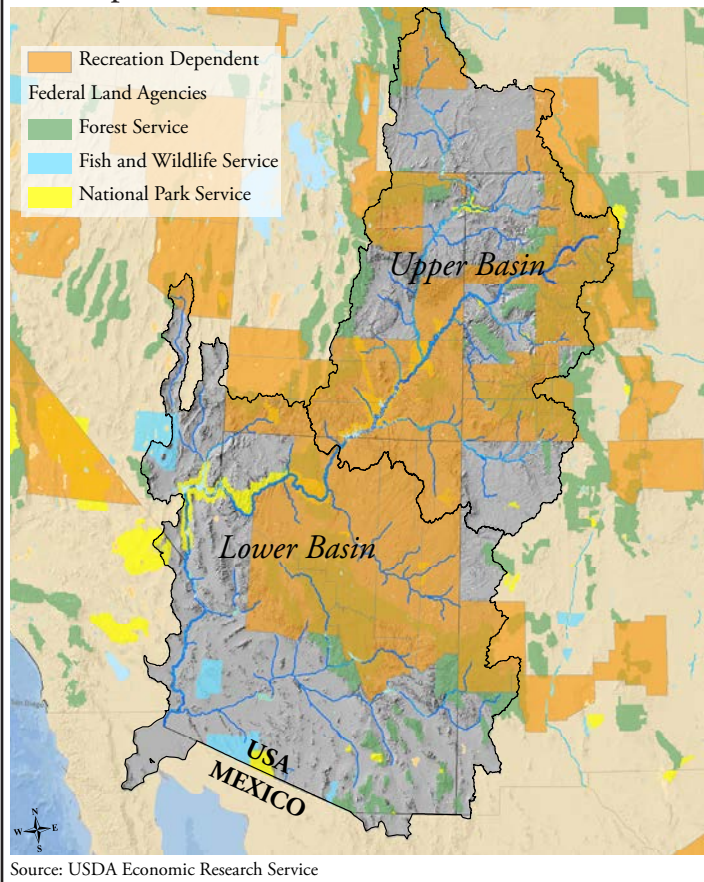 Recreation Dependent
Federal Land Agencies
Forest Service
Fish and Wildlife Service
National Park Service
Upper Basin
Lower Basin
USA
MEXICO
N
W
E
S
Source: USDA Economic Research Service